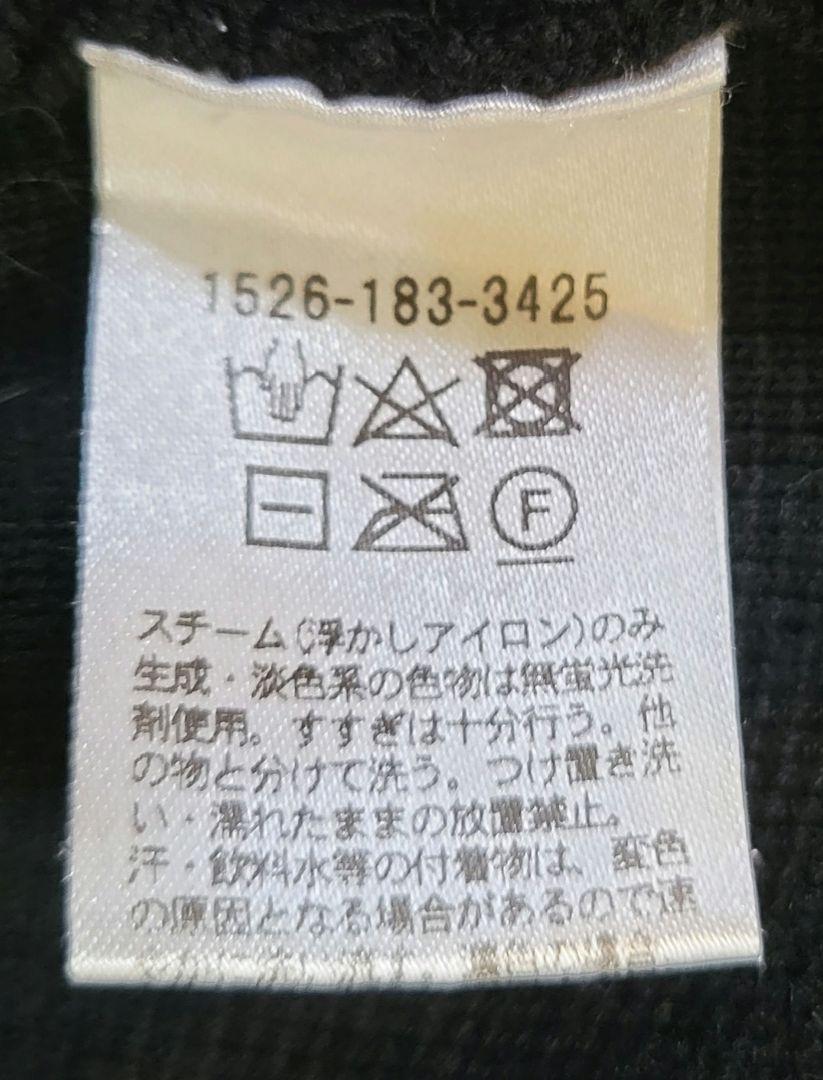 1526-183-3425
F
スチーム(浮かしアイロン)のみ
生成・淡色系の色物は無蛍光洗
剤使用。すすぎは十分行う。他
の物と分けて洗う。つけ置き洗
い・濡れたままの放置禁止。
汗・飲料水等の付着物は、変色
の原因となる場合があるので速